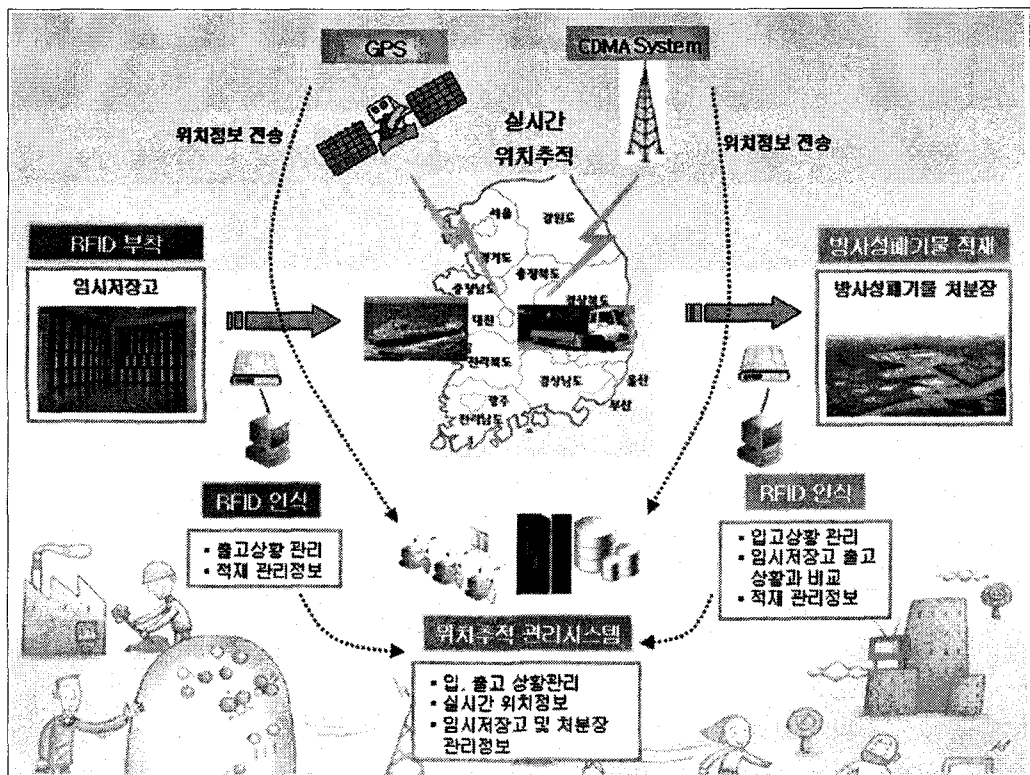 GPS
CDMA System
위치정보 전송
실시간
위치추적
위치정보 전송
RFID 부착
임시저장고
서울
강원도
경기도
충청북도
충청남도
경상북도
대전
전라북도
경상남도
울산
광주
부산
전라남도
방사성폐기물 적재
방사성폐기물 처분장
RFID 인식
• 출고상황 관리
• 적재 관리정보
RFID 인식
• 입고상황 관리
• 임시저장고 출고
상황과 비교
• 적재 관리정보
위치추적 관리시스템
• 입, 출고 상황관리
• 실시간 위치정보
• 임시저장고 및 처분장
관리정보